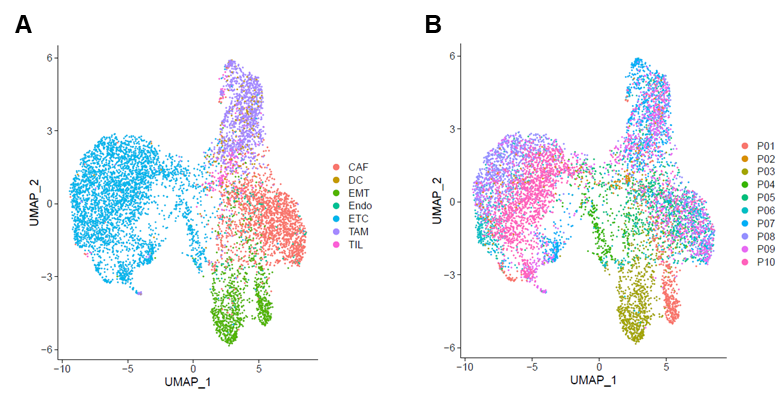 A
6
3
0
−3
−6
−10
−5
0
5
UMAP_1
UMAP_2
CAF
DC
EMT
Endo
ETC
TAM
TIL
B
6
3
0
−3
−6
−10
−5
0
5
UMAP_1
UMAP_2
P01
P02
P03
P04
P05
P06
P07
P08
P09
P10